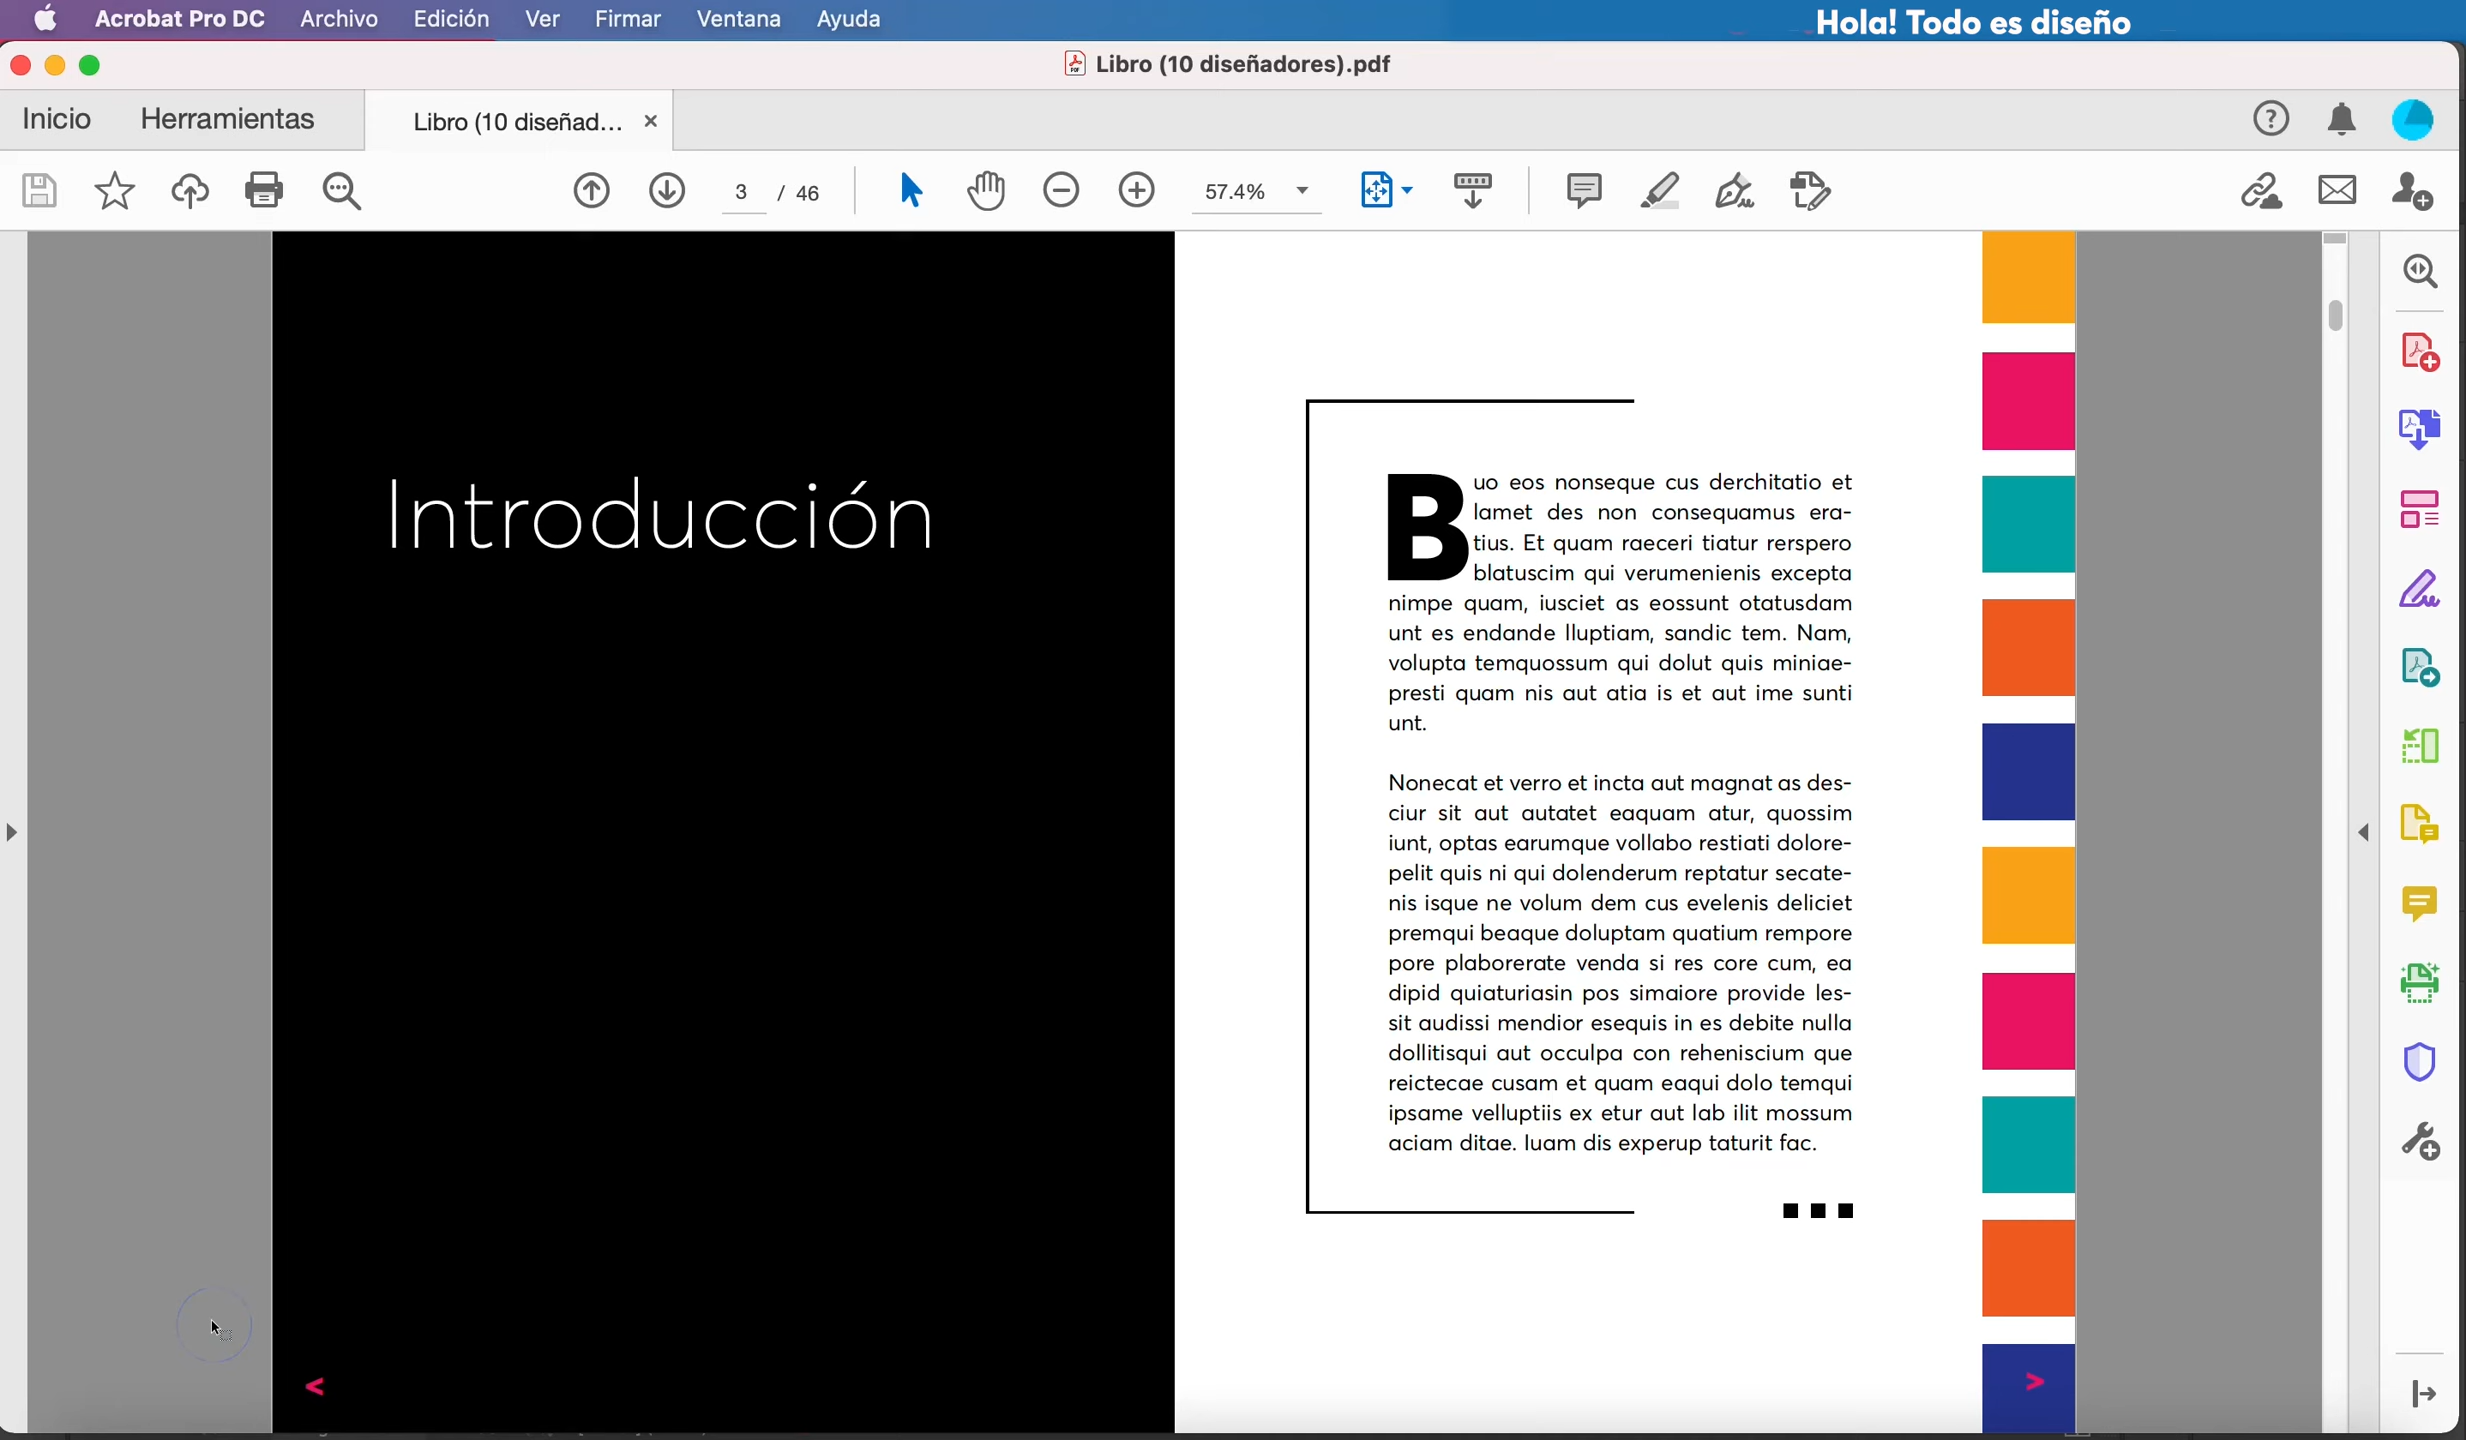 Acrobat Pro DC Archivo Edición Ver Firmar Ventana Ayuda
Hola! Todo es diseño
Libro (10 diseñadores).pdf
Inicio Herramientas Libro (10 diseñad... ×
3 / 46 57.4%
Introducción
Buo eos nonseque cus derchitatio et
lamet des non consequamus era-
tius. Et quam raeceri tiatur rerspero
blatuscim qui verumenienis excepta
nimpe quam, iusciet as eossunt otatusdam
unt es endande lluptiam, sandic tem. Nam,
volupta temquossum qui dolut quis miniae-
presti quam nis aut atia is et aut ime sunti
unt.
Nonecat et verro et incta aut magnat as des-
ciur sit aut autatet eaquam atur, quossim
iunt, optas earumque vollabo restiati dolore-
pelit quis ni qui dolenderum reptatur secate-
nis isque ne volum dem cus evelenis deliciet
premqui beaque doluptam quatium rempore
pore plaborerate venda si res core cum, ea
dipid quiaturiasin pos simaiore provide les-
sit audissi mendior esequis in es debite nulla
dollitisqui aut occulpa con reheniscium que
reictecae cusam et quam eaqui dolo temqui
ipsame velluptiis ex etur aut lab ilit mossum
aciam ditae. Iuam dis experup taturit fac.
< >